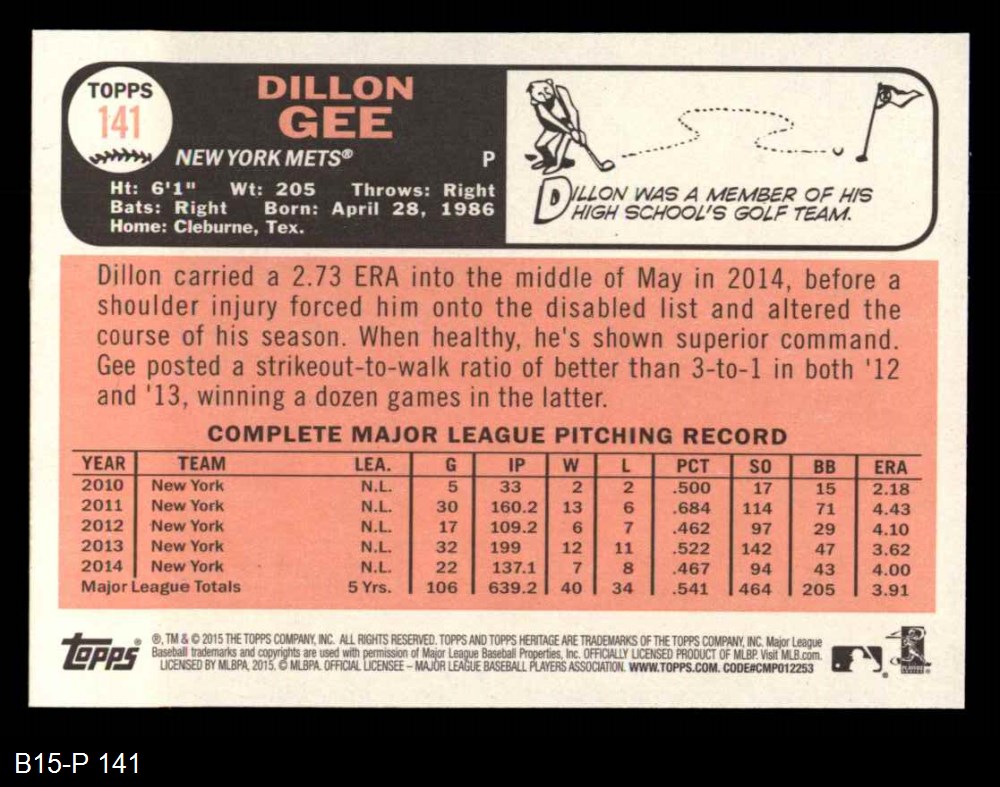 TOPPS
141
DILLON
GEE
NEW YORK METS® P
Ht: 6'1" Wt: 205 Throws: Right
Bats: Right Born: April 28, 1986
Home: Cleburne, Tex.
DILLON WAS A MEMBER OF HIS
HIGH SCHOOL'S GOLF TEAM.
Dillon carried a 2.73 ERA into the middle of May in 2014, before a
shoulder injury forced him onto the disabled list and altered the
course of his season. When healthy, he's shown superior command.
Gee posted a strikeout-to-walk ratio of better than 3-to-1 in both '12
and '13, winning a dozen games in the latter.
COMPLETE MAJOR LEAGUE PITCHING RECORD
YEAR TEAM LEA. G IP W L PCT SO BB ERA
2010 New York N.L. 5 33 2 2 .500 17 15 2.18
2011 New York N.L. 30 160.2 13 6 .684 114 71 4.43
2012 New York N.L. 17 109.2 6 7 .462 97 29 4.10
2013 New York N.L. 32 199 12 11 .522 142 47 3.62
2014 New York N.L. 22 137.1 7 8 .467 94 43 4.00
Major League Totals 5 Yrs. 106 639.2 40 34 .541 464 205 3.91
Topps ®, TM & © 2015 THE TOPPS COMPANY, INC. ALL RIGHTS RESERVED. TOPPS AND TOPPS HERITAGE ARE TRADEMARKS OF THE TOPPS COMPANY, INC. Major League
Baseball trademarks and copyrights are used with permission of Major League Baseball Properties, Inc. OFFICIALLY LICENSED PRODUCT OF MLBP. Visit MLB.com.
LICENSED BY MLBPA, 2015. © MLBPA. OFFICIAL LICENSEE – MAJOR LEAGUE BASEBALL PLAYERS ASSOCIATION. WWW.TOPPS.COM. CODE#CMP012253
B15-P 141